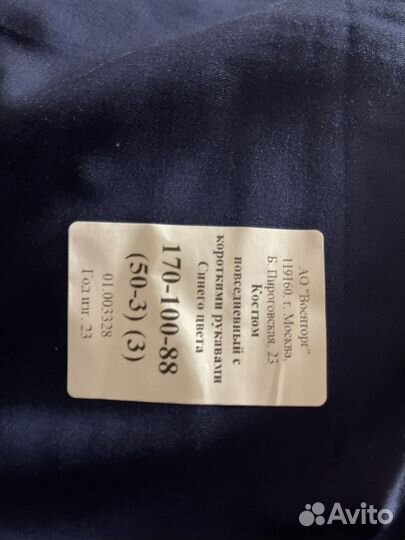 АО "Военторг"
119160, г. Москва,
Б. Пироговская, 23
Костюм
повседневный с
короткими рукавами
Синего цвета
170-100-88
(50-3) (3)
01.003328
Год изг. 23
Avito